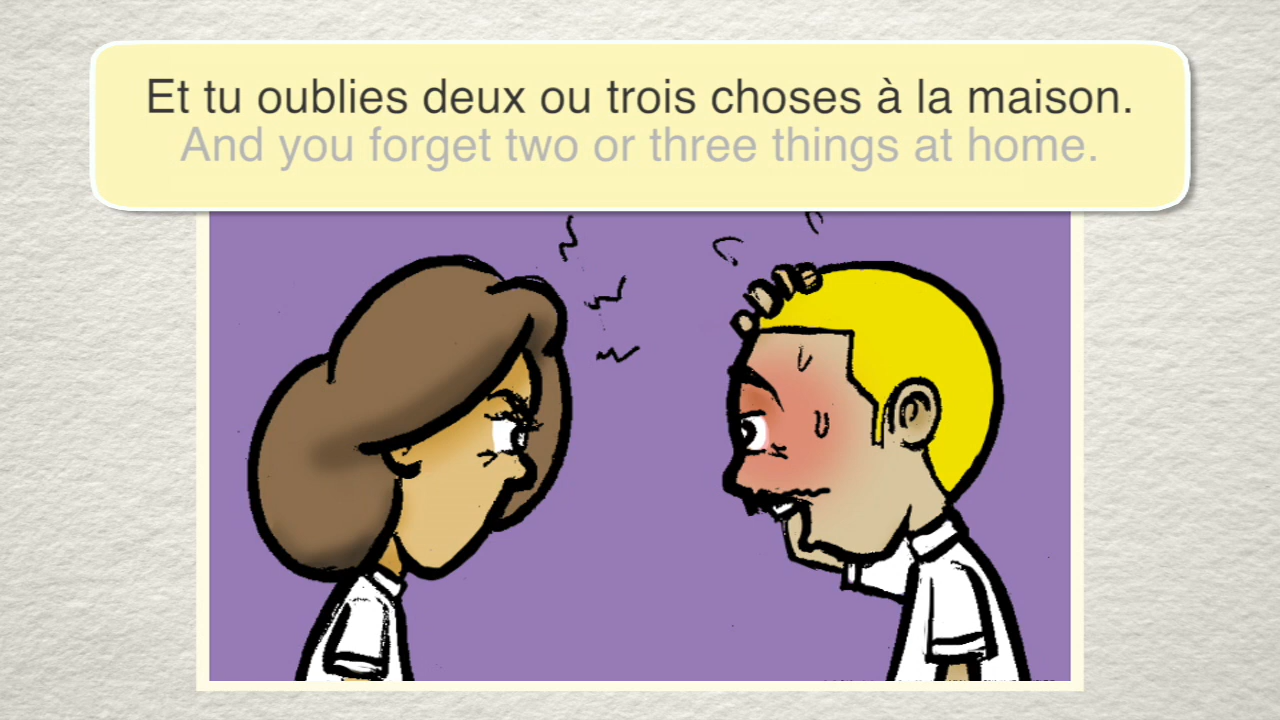 Et tu oublies deux ou trois choses à la maison.
And you forget two or three things at home.